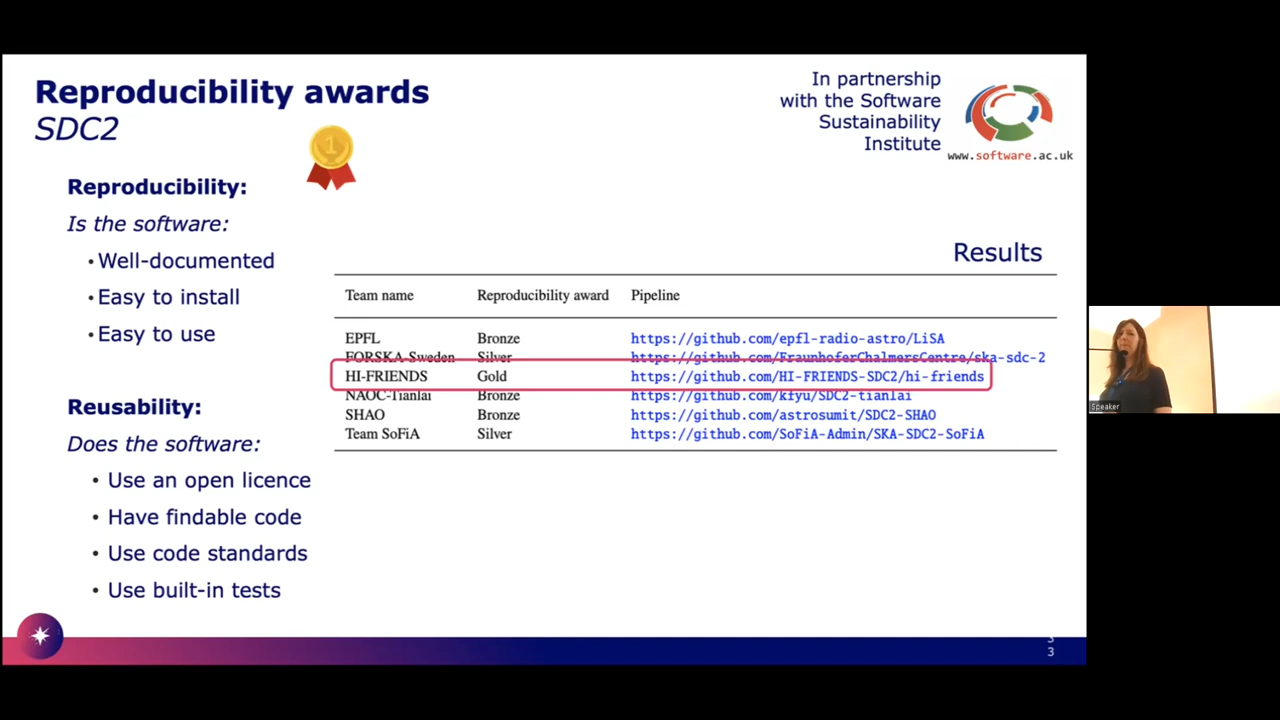 Reproducibility awards
SDC2
In partnership
with the Software
Sustainability
Institute
www.software.ac.uk
1
Reproducibility:
Is the software:
• Well-documented
• Easy to install
• Easy to use
Reusability:
Does the software:
• Use an open licence
• Have findable code
• Use code standards
• Use built-in tests
Results
Team name Reproducibility award Pipeline
EPFL Bronze https://github.com/epfl-radio-astro/LiSA
FORSKA-Sweden Silver https://github.com/FraunhoferChalmersCentre/ska-sdc-2
HI-FRIENDS Gold https://github.com/HI-FRIENDS-SDC2/hi-friends
NAOC-Tianlai Bronze https://github.com/kfyu/SDC2-tianlai
SHAO Bronze https://github.com/astrosumit/SDC2-SHAO
Team SoFiA Silver https://github.com/SoFiA-Admin/SKA-SDC2-SoFiA
3
3
Speaker